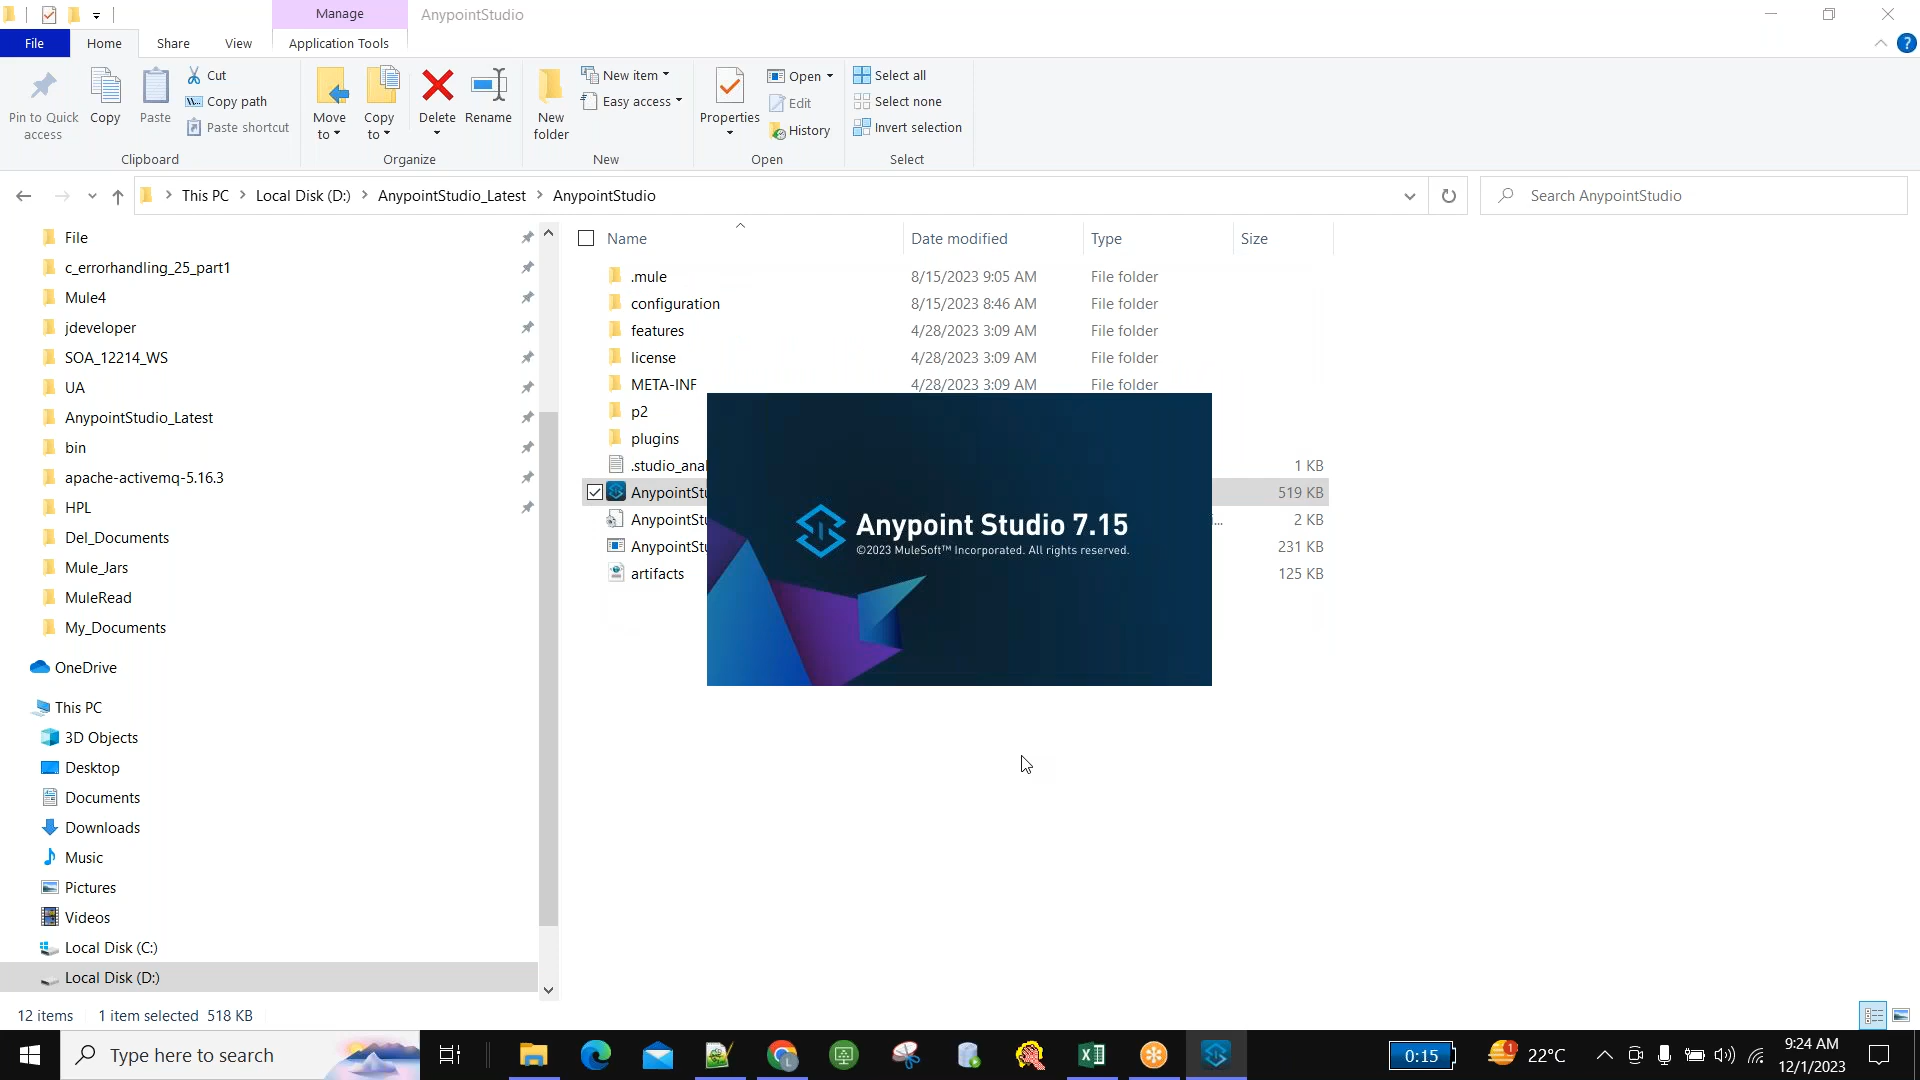 Manage
AnypointStudio
File
Home
Share
View
Application Tools
Pin to Quick access
Copy
Paste
Cut
Copy path
Paste shortcut
Clipboard
Move to
Copy to
Delete
Rename
Organize
New folder
New item
Easy access
New
Properties
Open
Edit
History
Open
Select all
Select none
Invert selection
Select
This PC > Local Disk (D:) > AnypointStudio_Latest > AnypointStudio
Search AnypointStudio
File
c_errorhandling_25_part1
Mule4
jdeveloper
SOA_12214_WS
UA
AnypointStudio_Latest
bin
apache-activemq-5.16.3
HPL
Del_Documents
Mule_Jars
MuleRead
My_Documents
OneDrive
This PC
3D Objects
Desktop
Documents
Downloads
Music
Pictures
Videos
Local Disk (C:)
Local Disk (D:)
Name Date modified Type Size
.mule 8/15/2023 9:05 AM File folder
configuration 8/15/2023 8:46 AM File folder
features 4/28/2023 3:09 AM File folder
license 4/28/2023 3:09 AM File folder
META-INF 4/28/2023 3:09 AM File folder
p2
plugins
.studio_anal 1 KB
AnypointStu 519 KB
AnypointStu i... 2 KB
AnypointStu 231 KB
artifacts 125 KB
Anypoint Studio 7.15
©2023 MuleSoft™ Incorporated. All rights reserved.
12 items 1 item selected 518 KB
Type here to search
0:15
1
22°C
9:24 AM
12/1/2023